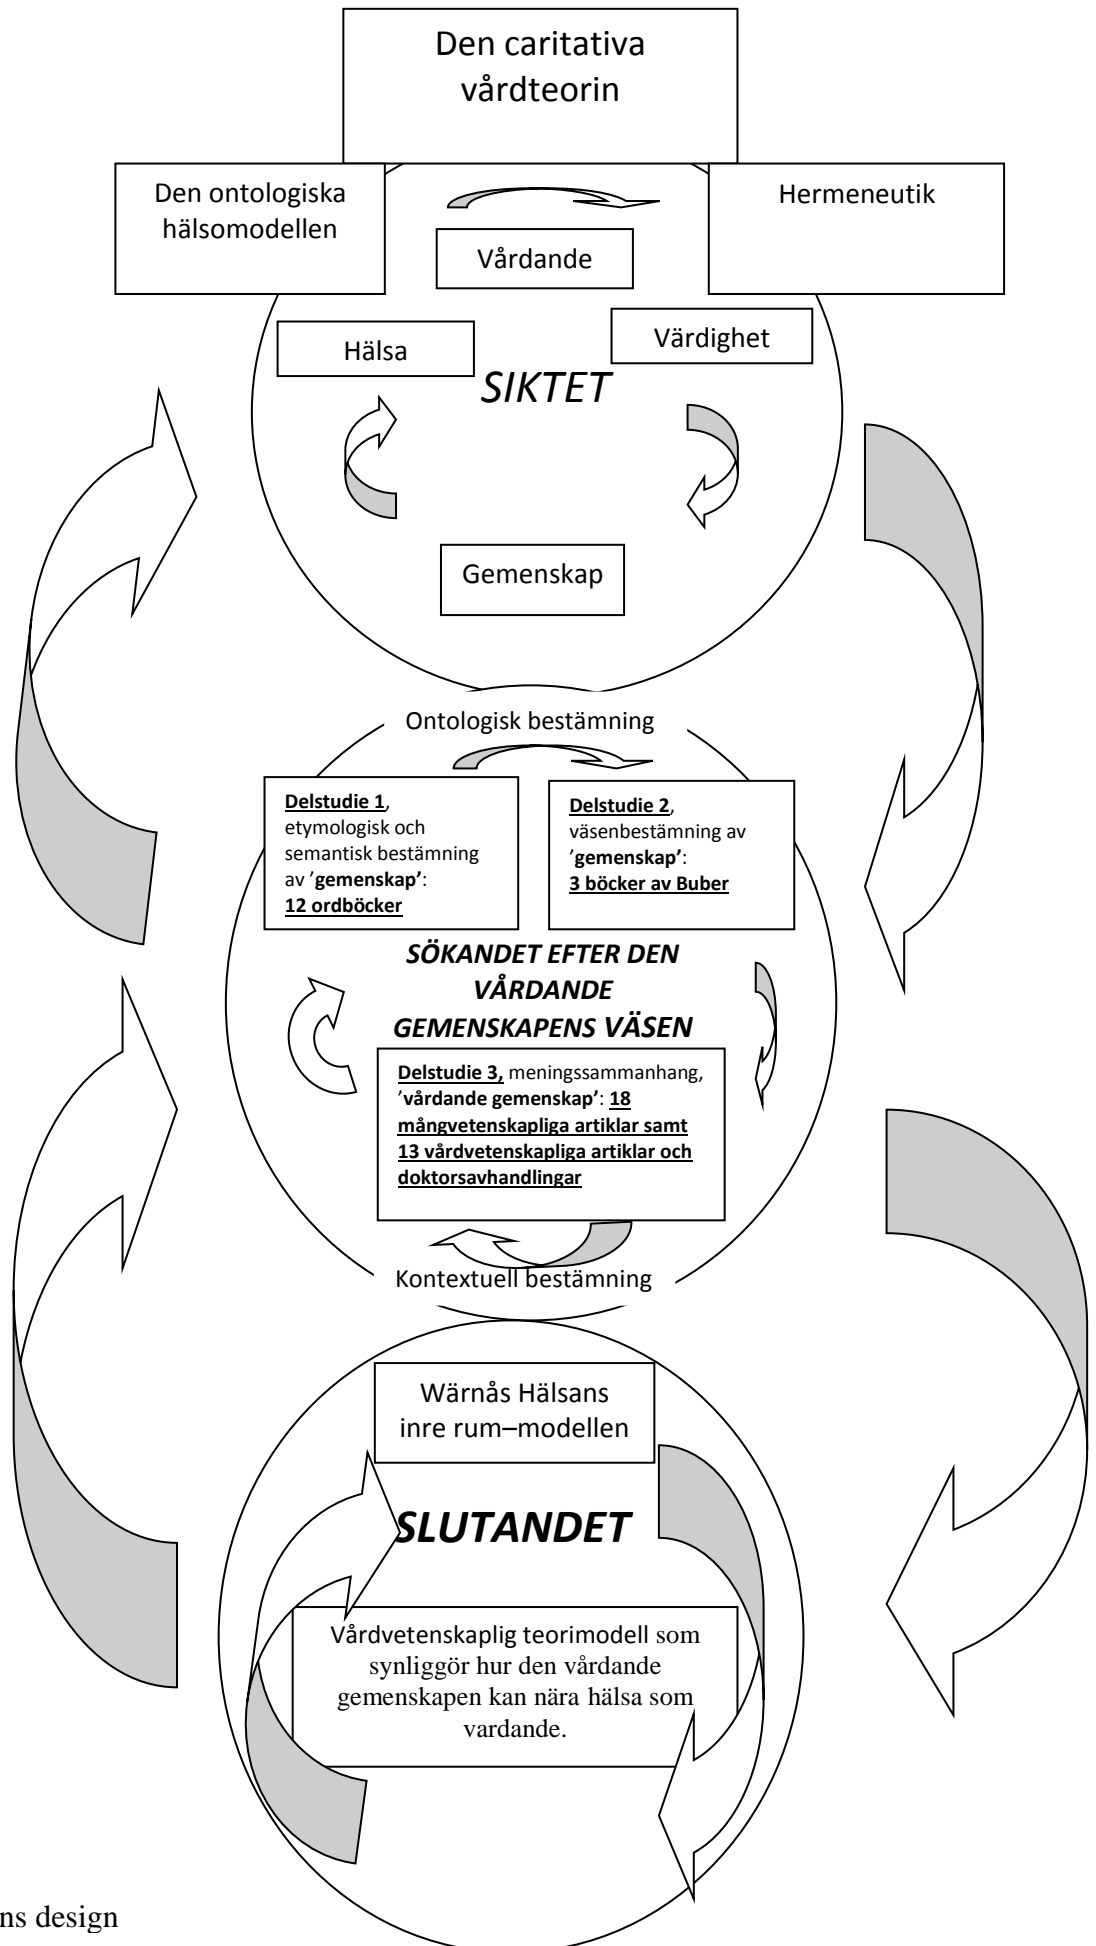 Den caritativa
vårdteorin
Den ontologiska
hälsomodellen
Hermeneutik
Vårdande
Hälsa
Värdighet
SIKTET
Gemenskap
Ontologisk bestämning
Delstudie 1,
etymologisk och
semantisk bestämning
av ’gemenskap’:
12 ordböcker
Delstudie 2,
väsenbestämning av
’gemenskap’:
3 böcker av Buber
SÖKANDET EFTER DEN
VÅRDANDE
GEMENSKAPENS VÄSEN
Delstudie 3, meningssammanhang,
’vårdande gemenskap’: 18
mångvetenskapliga artiklar samt
13 vårdvetenskapliga artiklar och
doktorsavhandlingar
Kontextuell bestämning
Wärnås Hälsans
inre rum–modellen
SLUTANDET
Vårdvetenskaplig teorimodell som
synliggör hur den vårdande
gemenskapen kan nära hälsa som
vardande.
ns design